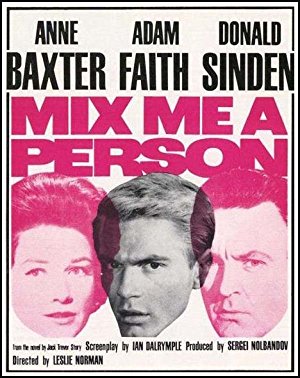 ANNE ADAM DONALD
BAXTER FAITH SINDEN
MIX ME A
PERSON
from the novel by Jack Trevor Story Screenplay by IAN DALRYMPLE Produced by SERGEI NOLBANDOV
Directed by LESLIE NORMAN